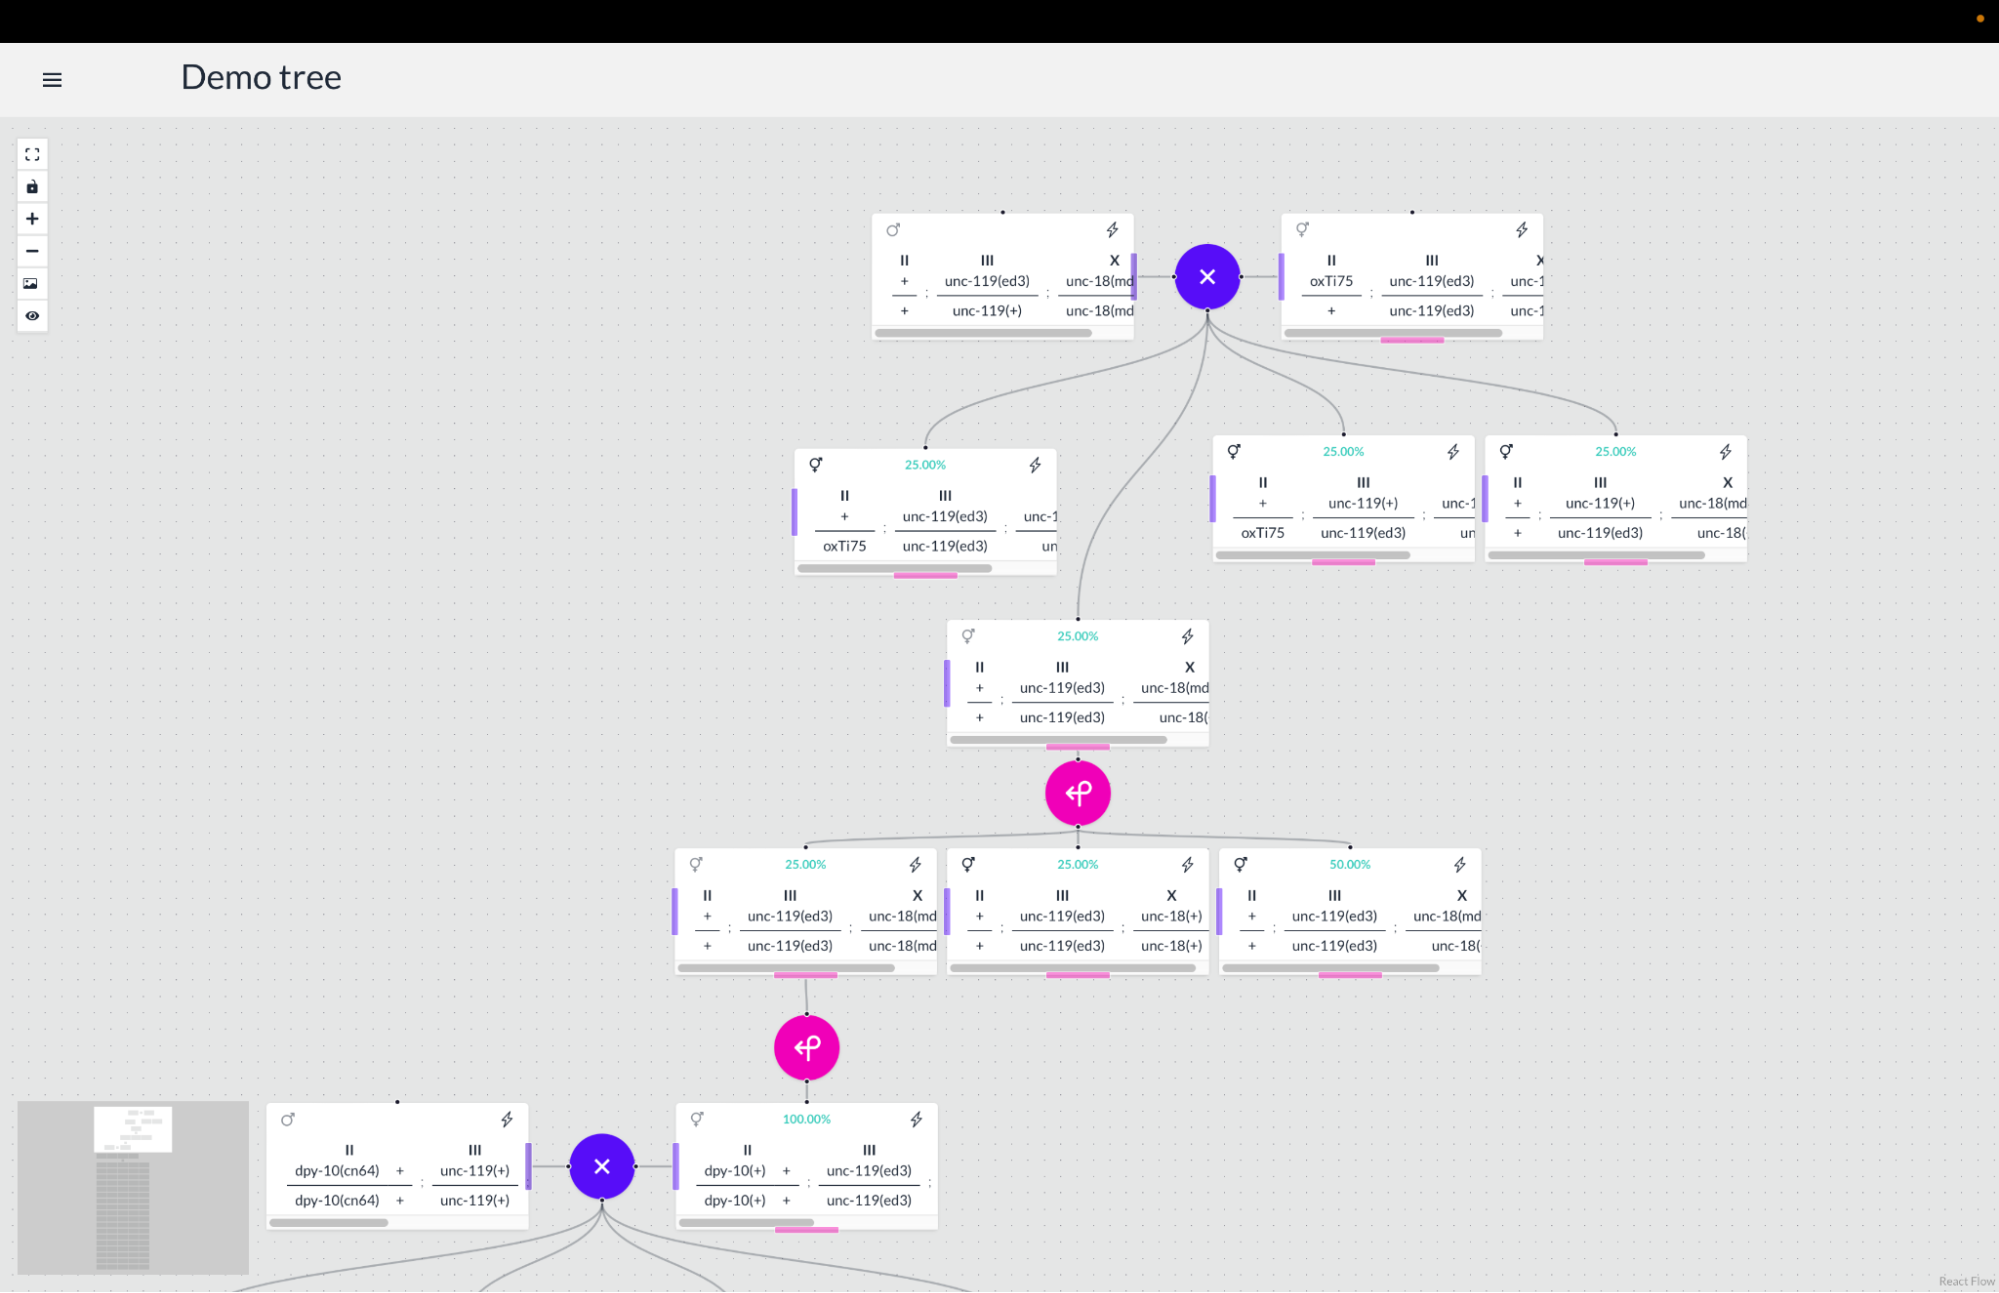 Demo tree
II III X
+ unc-119(ed3) unc-18(md
; ;
+ unc-119(+) unc-18(md
II III X
oxTi75 unc-119(ed3) unc-1
; ;
+ unc-119(ed3) unc-1
25.00%
II III
+ unc-119(ed3) unc-1
; ;
oxTi75 unc-119(ed3) un
25.00%
II III
+ unc-119(+) unc-1
; ;
oxTi75 unc-119(ed3) un
25.00%
II III X
+ unc-119(+) unc-18(md
; ;
+ unc-119(ed3) unc-18(
25.00%
II III X
+ unc-119(ed3) unc-18(md
; ;
+ unc-119(ed3) unc-18(
25.00%
II III X
+ unc-119(ed3) unc-18(md
; ;
+ unc-119(ed3) unc-18(md
25.00%
II III X
+ unc-119(ed3) unc-18(+)
; ;
+ unc-119(ed3) unc-18(+)
50.00%
II III X
+ unc-119(ed3) unc-18(md
; ;
+ unc-119(ed3) unc-18(
II III
dpy-10(cn64) + unc-119(+)
; ;
dpy-10(cn64) + unc-119(+)
100.00%
II III
dpy-10(+) + unc-119(ed3)
; ;
dpy-10(+) + unc-119(ed3)
React Flow